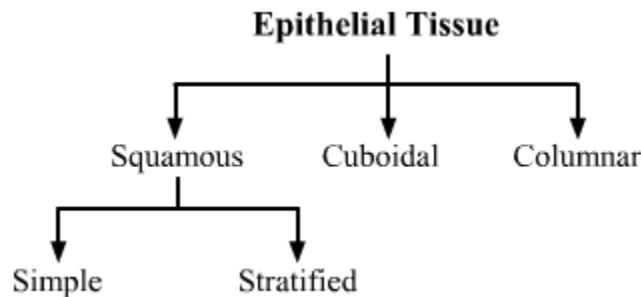 Epithelial Tissue
Squamous Cuboidal Columnar
Simple Stratified